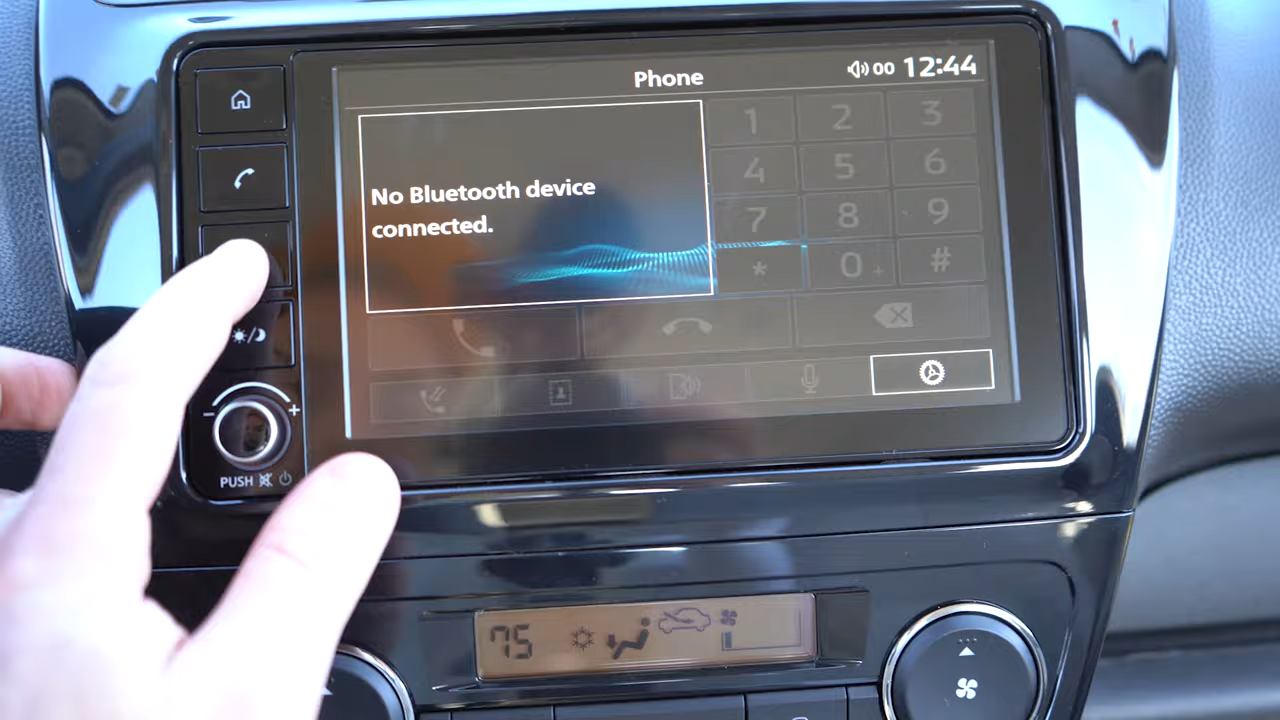 Phone
00 12:44
No Bluetooth device
connected.
1 2 3
4 5 6
7 8 9
* 0 + #
- +
PUSH
75